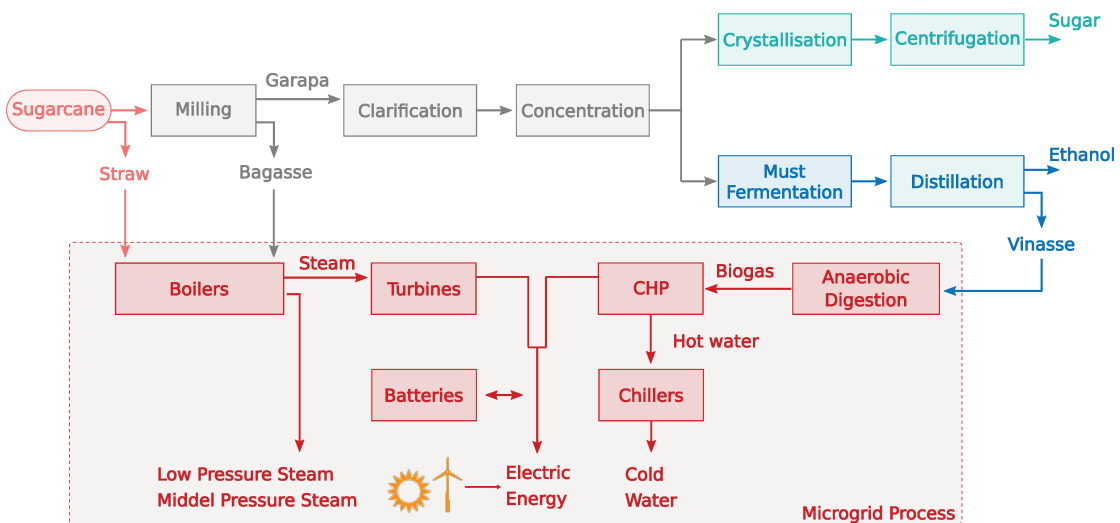 Sugar
Crystallisation
Centrifugation
Garapa
Sugarcane
Milling
Clarification
Concentration
Ethanol
Straw
Bagasse
Must
Fermentation
Distillation
Vinasse
Steam
Biogas
Boilers
Turbines
CHP
Anaerobic
Digestion
Hot water
Batteries
Chillers
Low Pressure Steam
Middel Pressure Steam
Electric
Energy
Cold
Water
Microgrid Process